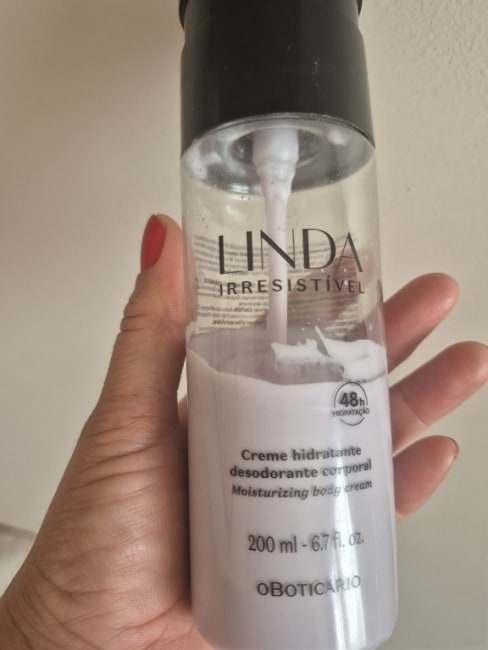 LINDA
IRRESISTÍVEL
48h
HIDRATAÇÃO
Creme hidratante
desodorante corporal
Moisturizing body cream
200 ml - 6.7 fl. oz.
oBOTICÁRIO